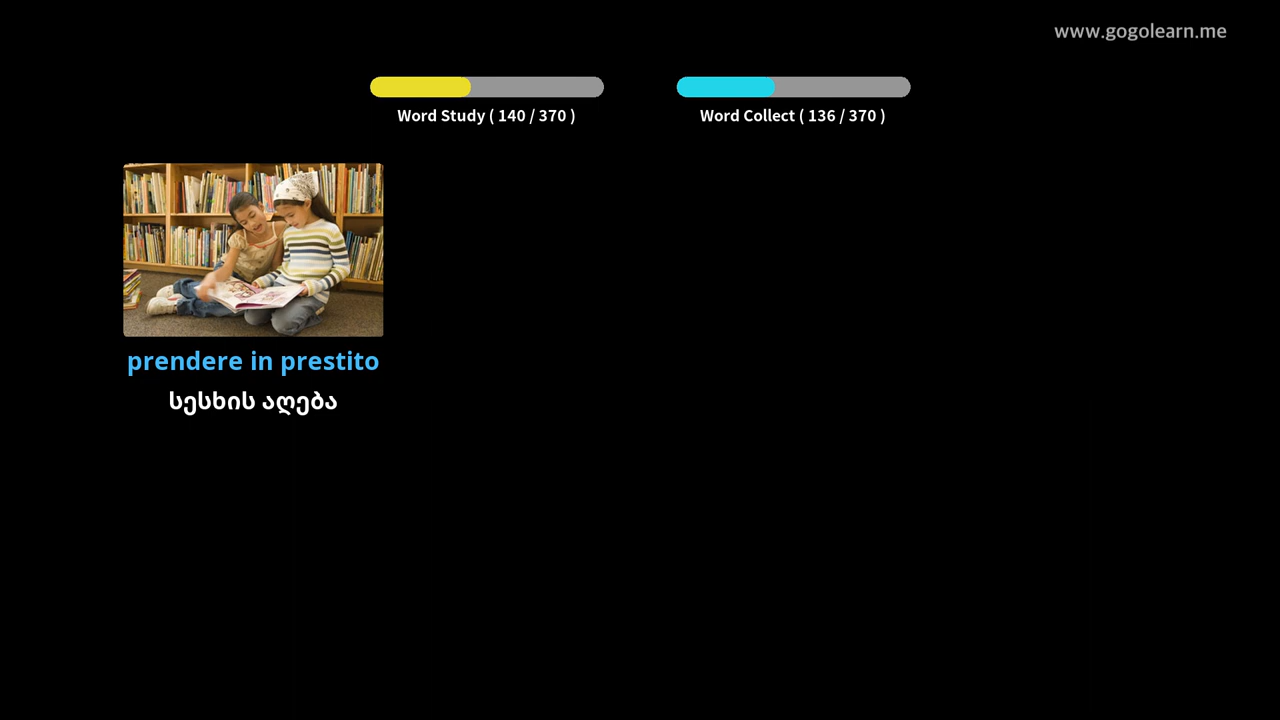 www.gogolearn.me
Word Study ( 140 / 370 )
Word Collect ( 136 / 370 )
prendere in prestito
სესხის აღება